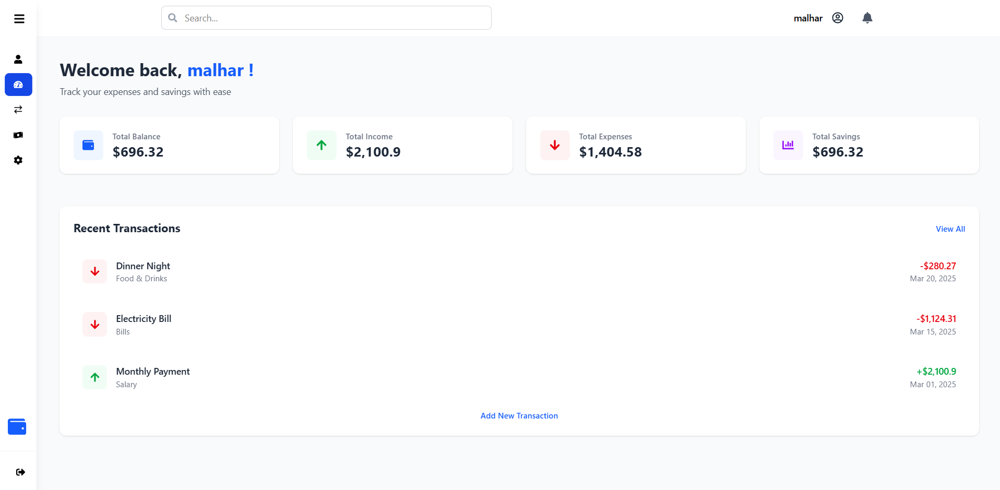 Search...
malhar
Welcome back, malhar !
Track your expenses and savings with ease
Total Balance
$696.32
Total Income
$2,100.9
Total Expenses
$1,404.58
Total Savings
$696.32
Recent Transactions
View All
Dinner Night
-$280.27
Food & Drinks
Mar 20, 2025
Electricity Bill
-$1,124.31
Bills
Mar 15, 2025
Monthly Payment
+$2,100.9
Salary
Mar 01, 2025
Add New Transaction